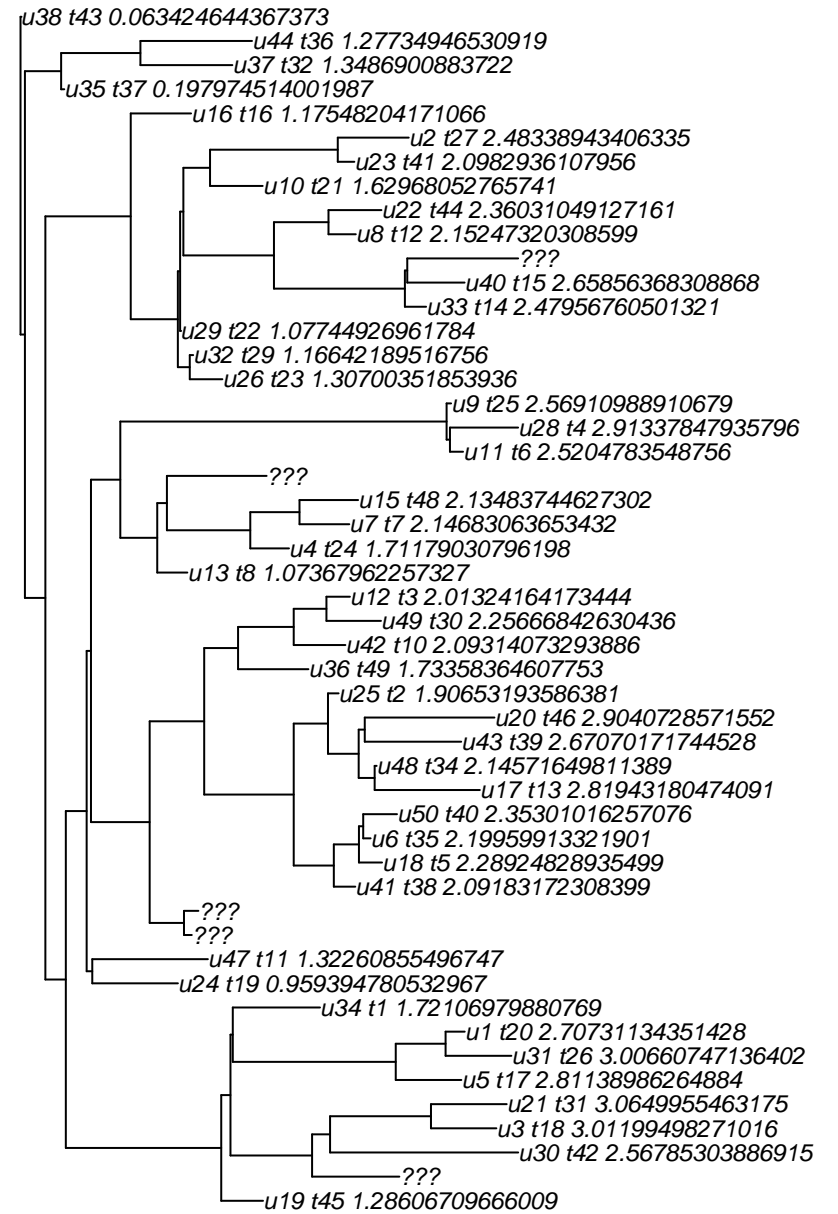 u38 t43 0.063424644367373
u44 t36 1.27734946530919
u37 t32 1.3486900883722
u35 t37 0.197974514001987
u16 t16 1.17548204171066
u2 t27 2.48338943406335
u23 t41 2.0982936107956
u10 t21 1.62968052765741
u22 t44 2.36031049127161
u8 t12 2.15247320308599
???
u40 t15 2.65856368308868
u33 t14 2.47956760501321
u29 t22 1.07744926961784
u32 t29 1.16642189516756
u26 t23 1.30700351853936
u9 t25 2.56910988910679
u28 t4 2.91337847935796
u11 t6 2.5204783548756
???
u15 t48 2.13483744627302
u7 t7 2.14683063653432
u4 t24 1.71179030796198
u13 t8 1.07367962257327
u12 t3 2.01324164173444
u49 t30 2.25666842630436
u42 t10 2.09314073293886
u36 t49 1.73358364607753
u25 t2 1.90653193586381
u20 t46 2.9040728571552
u43 t39 2.67070171744528
u48 t34 2.14571649811389
u17 t13 2.81943180474091
u50 t40 2.35301016257076
u6 t35 2.19959913321901
u18 t5 2.28924828935499
u41 t38 2.09183172308399
???
???
u47 t11 1.32260855496747
u24 t19 0.959394780532967
u34 t1 1.72106979880769
u1 t20 2.70731134351428
u31 t26 3.00660747136402
u5 t17 2.81138986264884
u21 t31 3.0649955463175
u3 t18 3.01199498271016
u30 t42 2.56785303886915
???
u19 t45 1.28606709666009